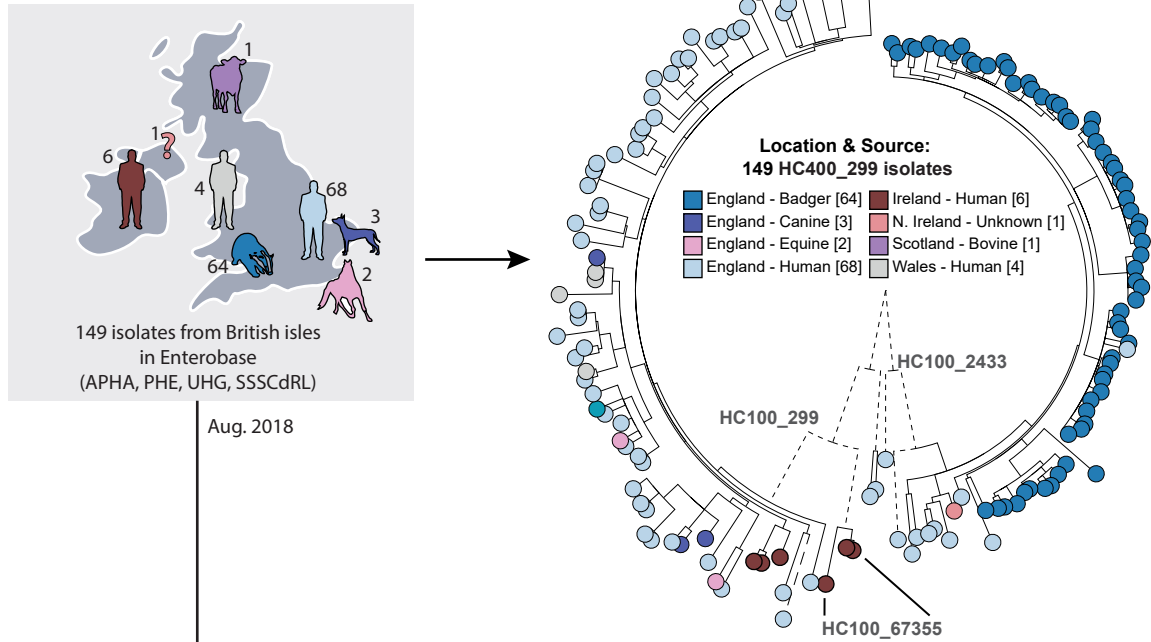 1
1
?
6
4
68
3
64
2
149 isolates from British isles
in Enterobase
(APHA, PHE, UHG, SSSCdRL)
Aug. 2018
Location & Source:
149 HC400_299 isolates
England - Badger [64]
England - Canine [3]
England - Equine [2]
England - Human [68]
Ireland - Human [6]
N. Ireland - Unknown [1]
Scotland - Bovine [1]
Wales - Human [4]
HC100_2433
HC100_299
HC100_67355